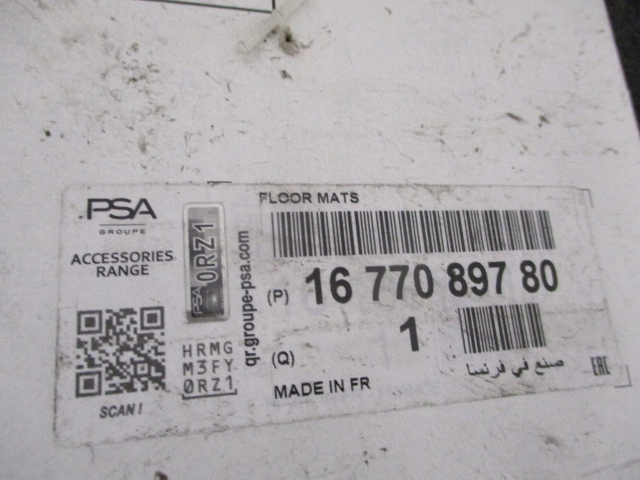 PSA
GROUPE
ACCESSORIES
RANGE
SCAN!
PSA 0RZ1
HRMG
M3FY
0RZ1
qr.groupe-psa.com
FLOOR MATS
(P) 16 770 897 80
(Q) 1
MADE IN FR
صنع في فرنسا
EAC